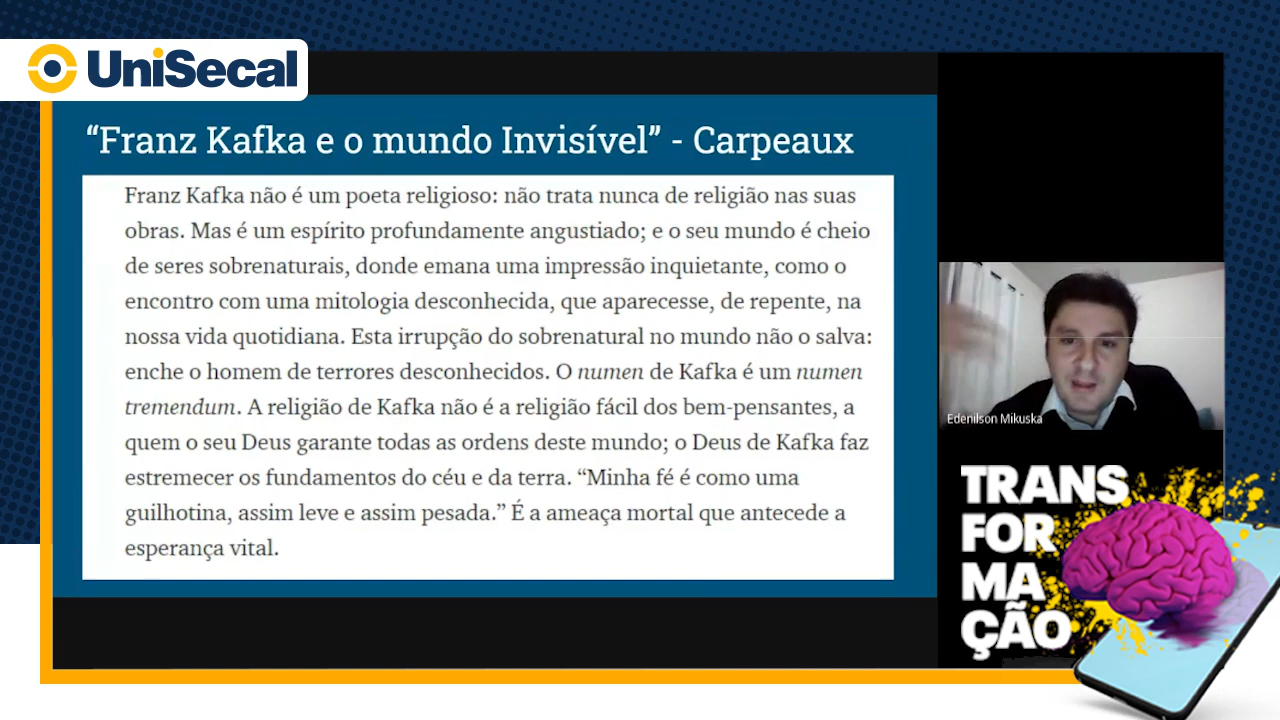 UniSecal
“Franz Kafka e o mundo Invisível” - Carpeaux
Franz Kafka não é um poeta religioso: não trata nunca de religião nas suas
obras. Mas é um espírito profundamente angustiado; e o seu mundo é cheio
de seres sobrenaturais, donde emana uma impressão inquietante, como o
encontro com uma mitologia desconhecida, que aparecesse, de repente, na
nossa vida quotidiana. Esta irrupção do sobrenatural no mundo não o salva:
enche o homem de terrores desconhecidos. O numen de Kafka é um numen
tremendum. A religião de Kafka não é a religião fácil dos bem-pensantes, a
quem o seu Deus garante todas as ordens deste mundo; o Deus de Kafka faz
estremecer os fundamentos do céu e da terra. “Minha fé é como uma
guilhotina, assim leve e assim pesada.” É a ameaça mortal que antecede a
esperança vital.
Edenilson Mikuska
TRANS
FOR
MA
ÇÃO